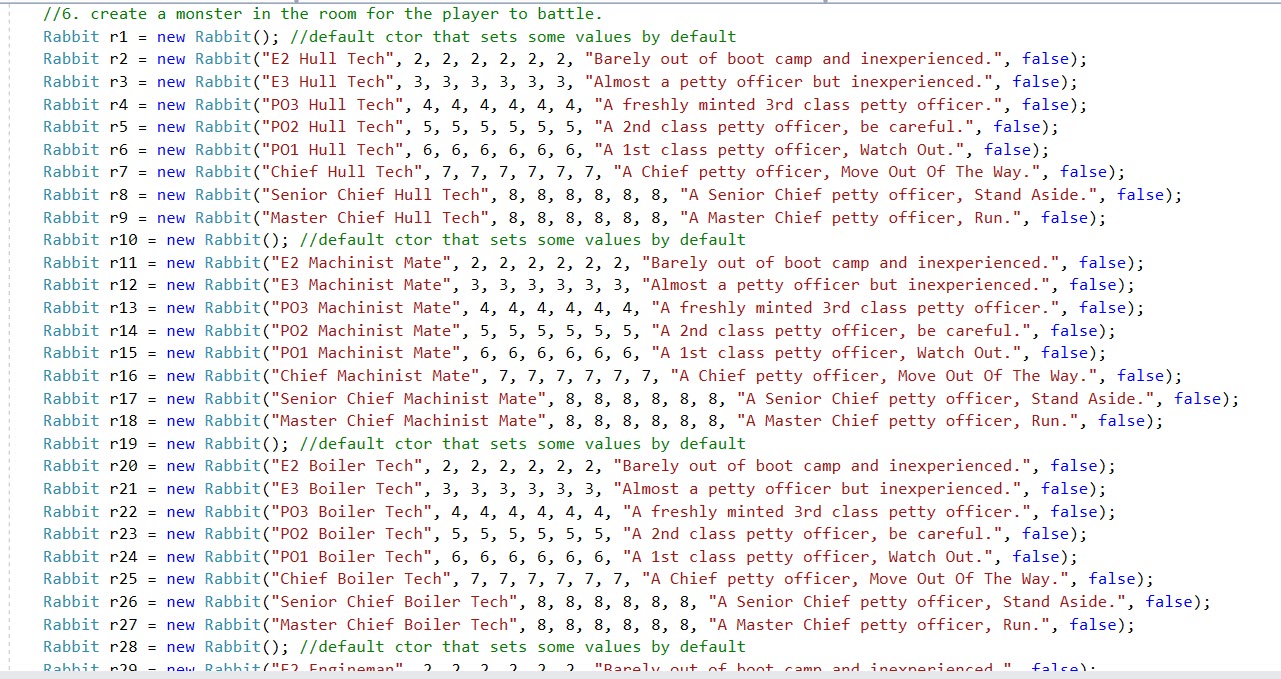 //6. create a monster in the room for the player to battle.
Rabbit r1 = new Rabbit(); //default ctor that sets some values by default
Rabbit r2 = new Rabbit("E2 Hull Tech", 2, 2, 2, 2, 2, 2, "Barely out of boot camp and inexperienced.", false);
Rabbit r3 = new Rabbit("E3 Hull Tech", 3, 3, 3, 3, 3, 3, "Almost a petty officer but inexperienced.", false);
Rabbit r4 = new Rabbit("PO3 Hull Tech", 4, 4, 4, 4, 4, 4, "A freshly minted 3rd class petty officer.", false);
Rabbit r5 = new Rabbit("PO2 Hull Tech", 5, 5, 5, 5, 5, 5, "A 2nd class petty officer, be careful.", false);
Rabbit r6 = new Rabbit("PO1 Hull Tech", 6, 6, 6, 6, 6, 6, "A 1st class petty officer, Watch Out.", false);
Rabbit r7 = new Rabbit("Chief Hull Tech", 7, 7, 7, 7, 7, 7, "A Chief petty officer, Move Out Of The Way.", false);
Rabbit r8 = new Rabbit("Senior Chief Hull Tech", 8, 8, 8, 8, 8, 8, "A Senior Chief petty officer, Stand Aside.", false);
Rabbit r9 = new Rabbit("Master Chief Hull Tech", 8, 8, 8, 8, 8, 8, "A Master Chief petty officer, Run.", false);
Rabbit r10 = new Rabbit(); //default ctor that sets some values by default
Rabbit r11 = new Rabbit("E2 Machinist Mate", 2, 2, 2, 2, 2, 2, "Barely out of boot camp and inexperienced.", false);
Rabbit r12 = new Rabbit("E3 Machinist Mate", 3, 3, 3, 3, 3, 3, "Almost a petty officer but inexperienced.", false);
Rabbit r13 = new Rabbit("PO3 Machinist Mate", 4, 4, 4, 4, 4, 4, "A freshly minted 3rd class petty officer.", false);
Rabbit r14 = new Rabbit("PO2 Machinist Mate", 5, 5, 5, 5, 5, 5, "A 2nd class petty officer, be careful.", false);
Rabbit r15 = new Rabbit("PO1 Machinist Mate", 6, 6, 6, 6, 6, 6, "A 1st class petty officer, Watch Out.", false);
Rabbit r16 = new Rabbit("Chief Machinist Mate", 7, 7, 7, 7, 7, 7, "A Chief petty officer, Move Out Of The Way.", false);
Rabbit r17 = new Rabbit("Senior Chief Machinist Mate", 8, 8, 8, 8, 8, 8, "A Senior Chief petty officer, Stand Aside.", false);
Rabbit r18 = new Rabbit("Master Chief Machinist Mate", 8, 8, 8, 8, 8, 8, "A Master Chief petty officer, Run.", false);
Rabbit r19 = new Rabbit(); //default ctor that sets some values by default
Rabbit r20 = new Rabbit("E2 Boiler Tech", 2, 2, 2, 2, 2, 2, "Barely out of boot camp and inexperienced.", false);
Rabbit r21 = new Rabbit("E3 Boiler Tech", 3, 3, 3, 3, 3, 3, "Almost a petty officer but inexperienced.", false);
Rabbit r22 = new Rabbit("PO3 Boiler Tech", 4, 4, 4, 4, 4, 4, "A freshly minted 3rd class petty officer.", false);
Rabbit r23 = new Rabbit("PO2 Boiler Tech", 5, 5, 5, 5, 5, 5, "A 2nd class petty officer, be careful.", false);
Rabbit r24 = new Rabbit("PO1 Boiler Tech", 6, 6, 6, 6, 6, 6, "A 1st class petty officer, Watch Out.", false);
Rabbit r25 = new Rabbit("Chief Boiler Tech", 7, 7, 7, 7, 7, 7, "A Chief petty officer, Move Out Of The Way.", false);
Rabbit r26 = new Rabbit("Senior Chief Boiler Tech", 8, 8, 8, 8, 8, 8, "A Senior Chief petty officer, Stand Aside.", false);
Rabbit r27 = new Rabbit("Master Chief Boiler Tech", 8, 8, 8, 8, 8, 8, "A Master Chief petty officer, Run.", false);
Rabbit r28 = new Rabbit(); //default ctor that sets some values by default
Rabbit r29 = new Rabbit("E2 Engineman", 2, 2, 2, 2, 2, 2, "Barely out of boot camp and inexperienced.", false);